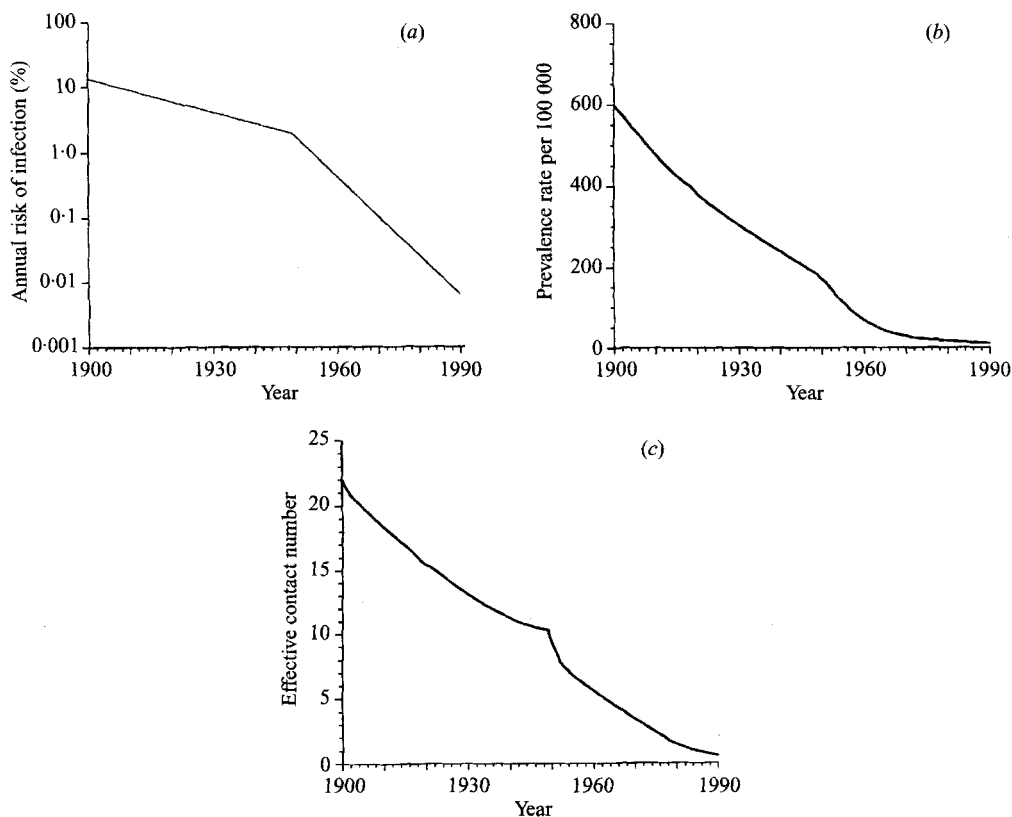 100
10
1·0
0·1
0·01
0·001
Annual risk of infection (%)
(a)
1900 1930 1960 1990
Year
800
600
400
200
0
Prevalence rate per 100 000
(b)
1900 1930 1960 1990
Year
25
20
15
10
5
0
Effective contact number
(c)
1900 1930 1960 1990
Year